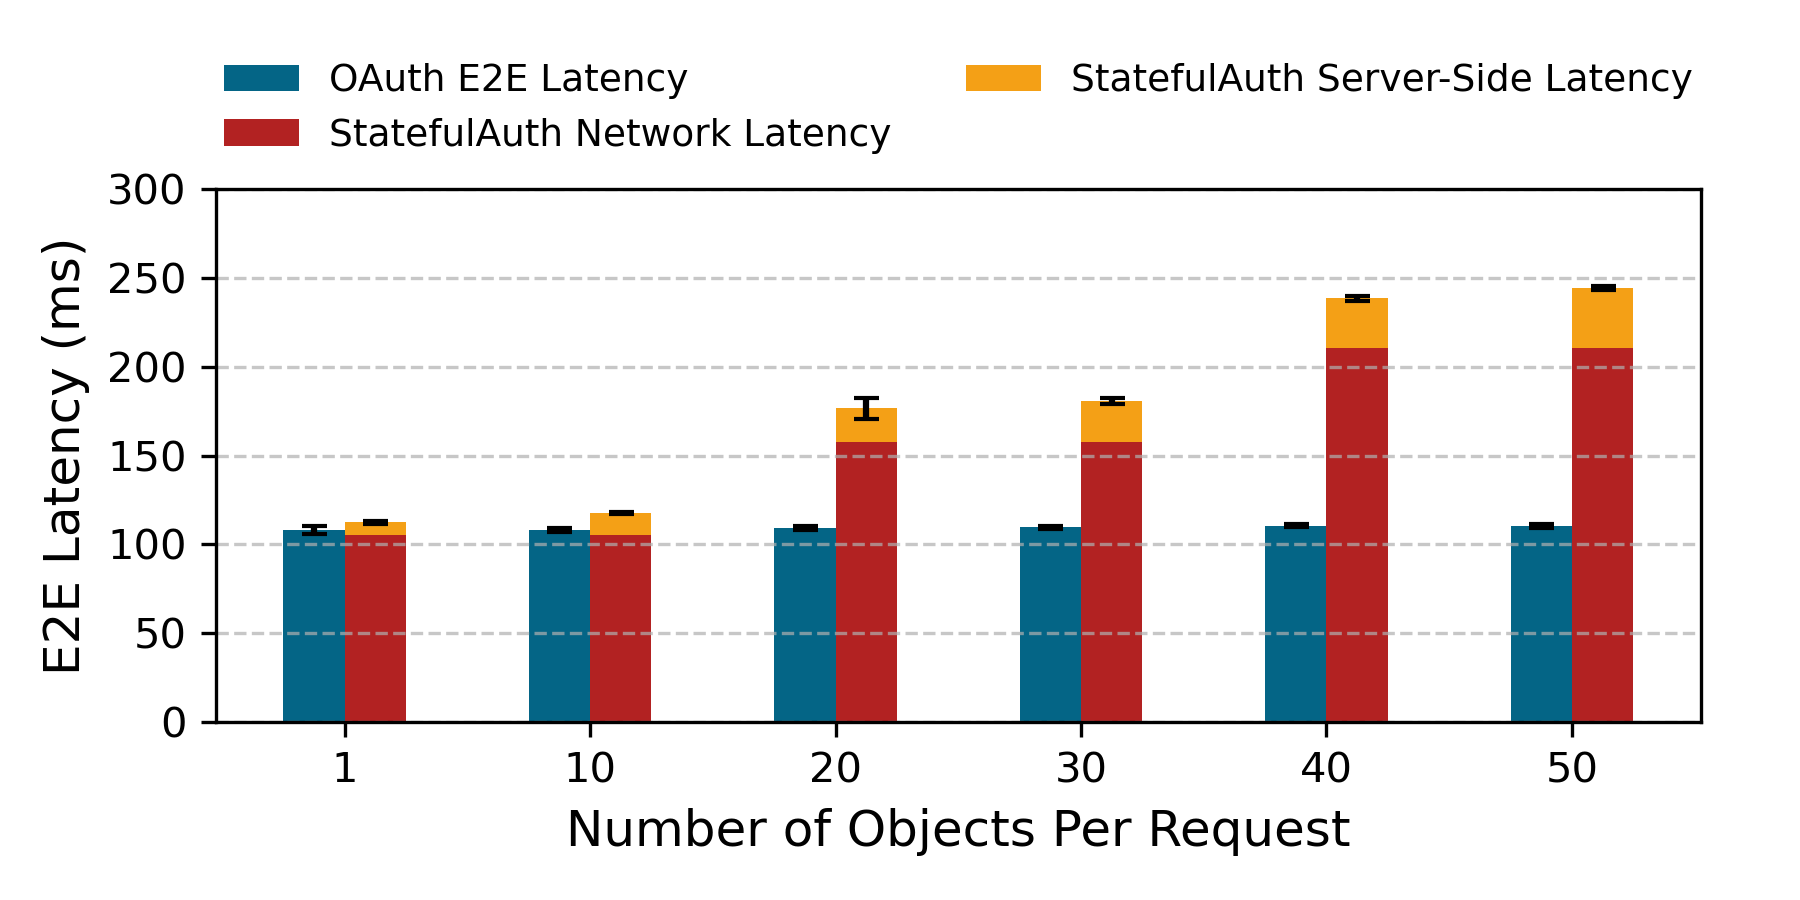 OAuth E2E Latency
StatefulAuth Network Latency
StatefulAuth Server-Side Latency
300
250
200
150
100
50
0
E2E Latency (ms)
1 10 20 30 40 50
Number of Objects Per Request